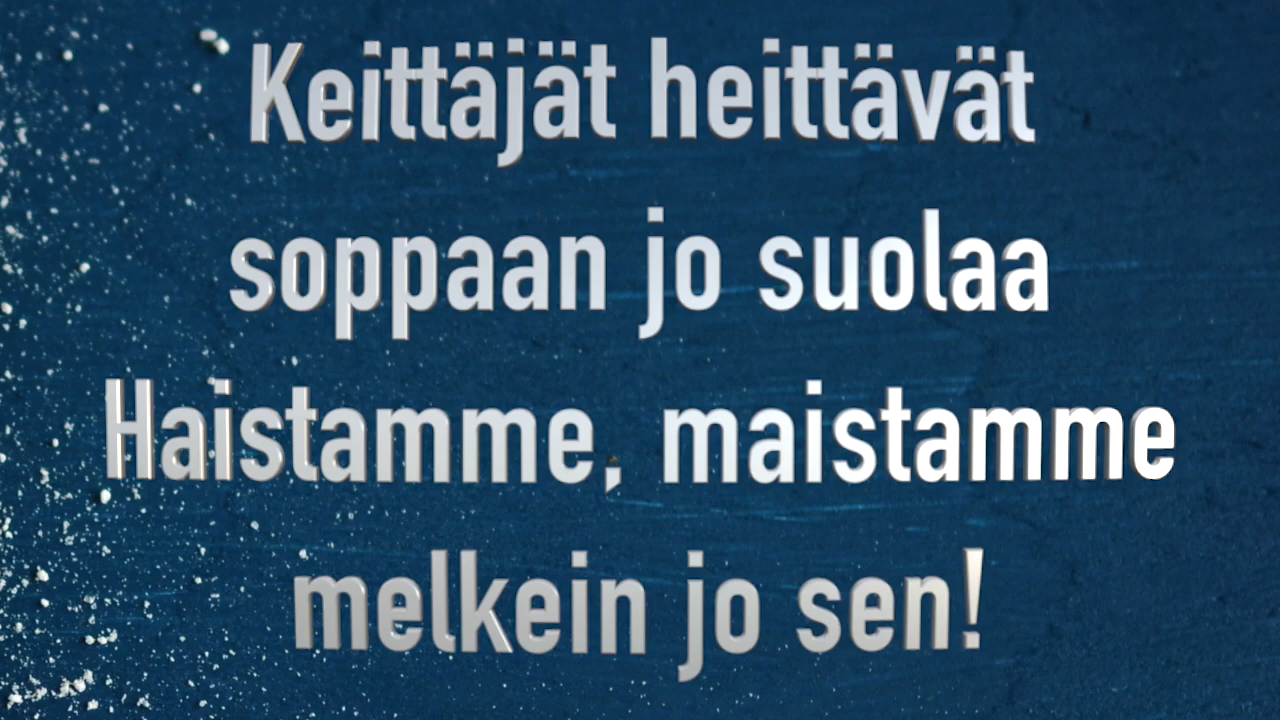 Keittäjät heittävät
soppaan jo suolaa
Haistamme, maistamme
melkein jo sen!